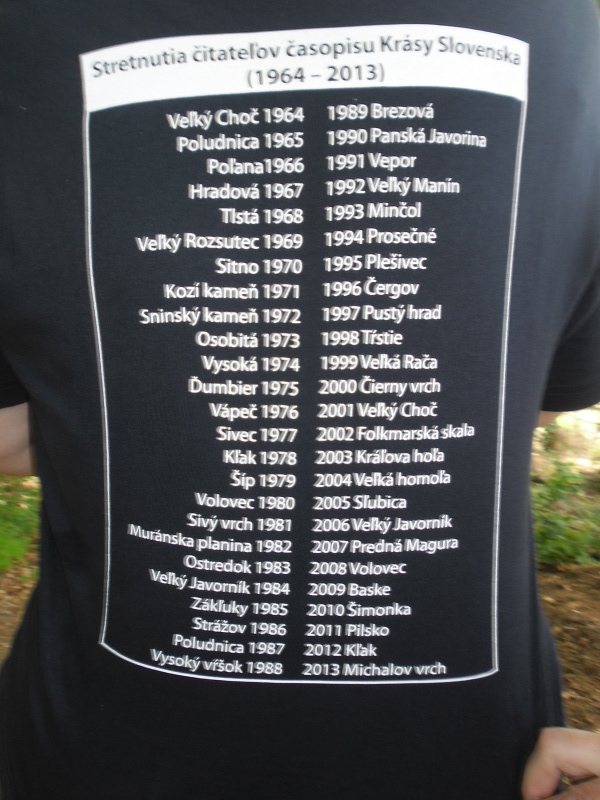 Stretnutia čitateľov časopisu Krásy Slovenska
(1964 – 2013)
Veľký Choč 1964
Poludnica 1965
Poľana1966
Hradová 1967
Tlstá 1968
Veľký Rozsutec 1969
Sitno 1970
Kozí kameň 1971
Sninský kameň 1972
Osobitá 1973
Vysoká 1974
Ďumbier 1975
Vápeč 1976
Sivec 1977
Kľak 1978
Šíp 1979
Volovec 1980
Sivý vrch 1981
Muránska planina 1982
Ostredok 1983
Veľký Javorník 1984
Zákľuky 1985
Strážov 1986
Poludnica 1987
Vysoký vŕšok 1988
1989 Brezová
1990 Panská Javorina
1991 Vepor
1992 Veľký Manín
1993 Minčol
1994 Prosečné
1995 Plešivec
1996 Čergov
1997 Pustý hrad
1998 Tŕstie
1999 Veľká Rača
2000 Čierny vrch
2001 Veľký Choč
2002 Folkmarská skala
2003 Kráľova hoľa
2004 Veľká homoľa
2005 Sľubica
2006 Veľký Javorník
2007 Predná Magura
2008 Volovec
2009 Baske
2010 Šimonka
2011 Pilsko
2012 Kľak
2013 Michalov vrch